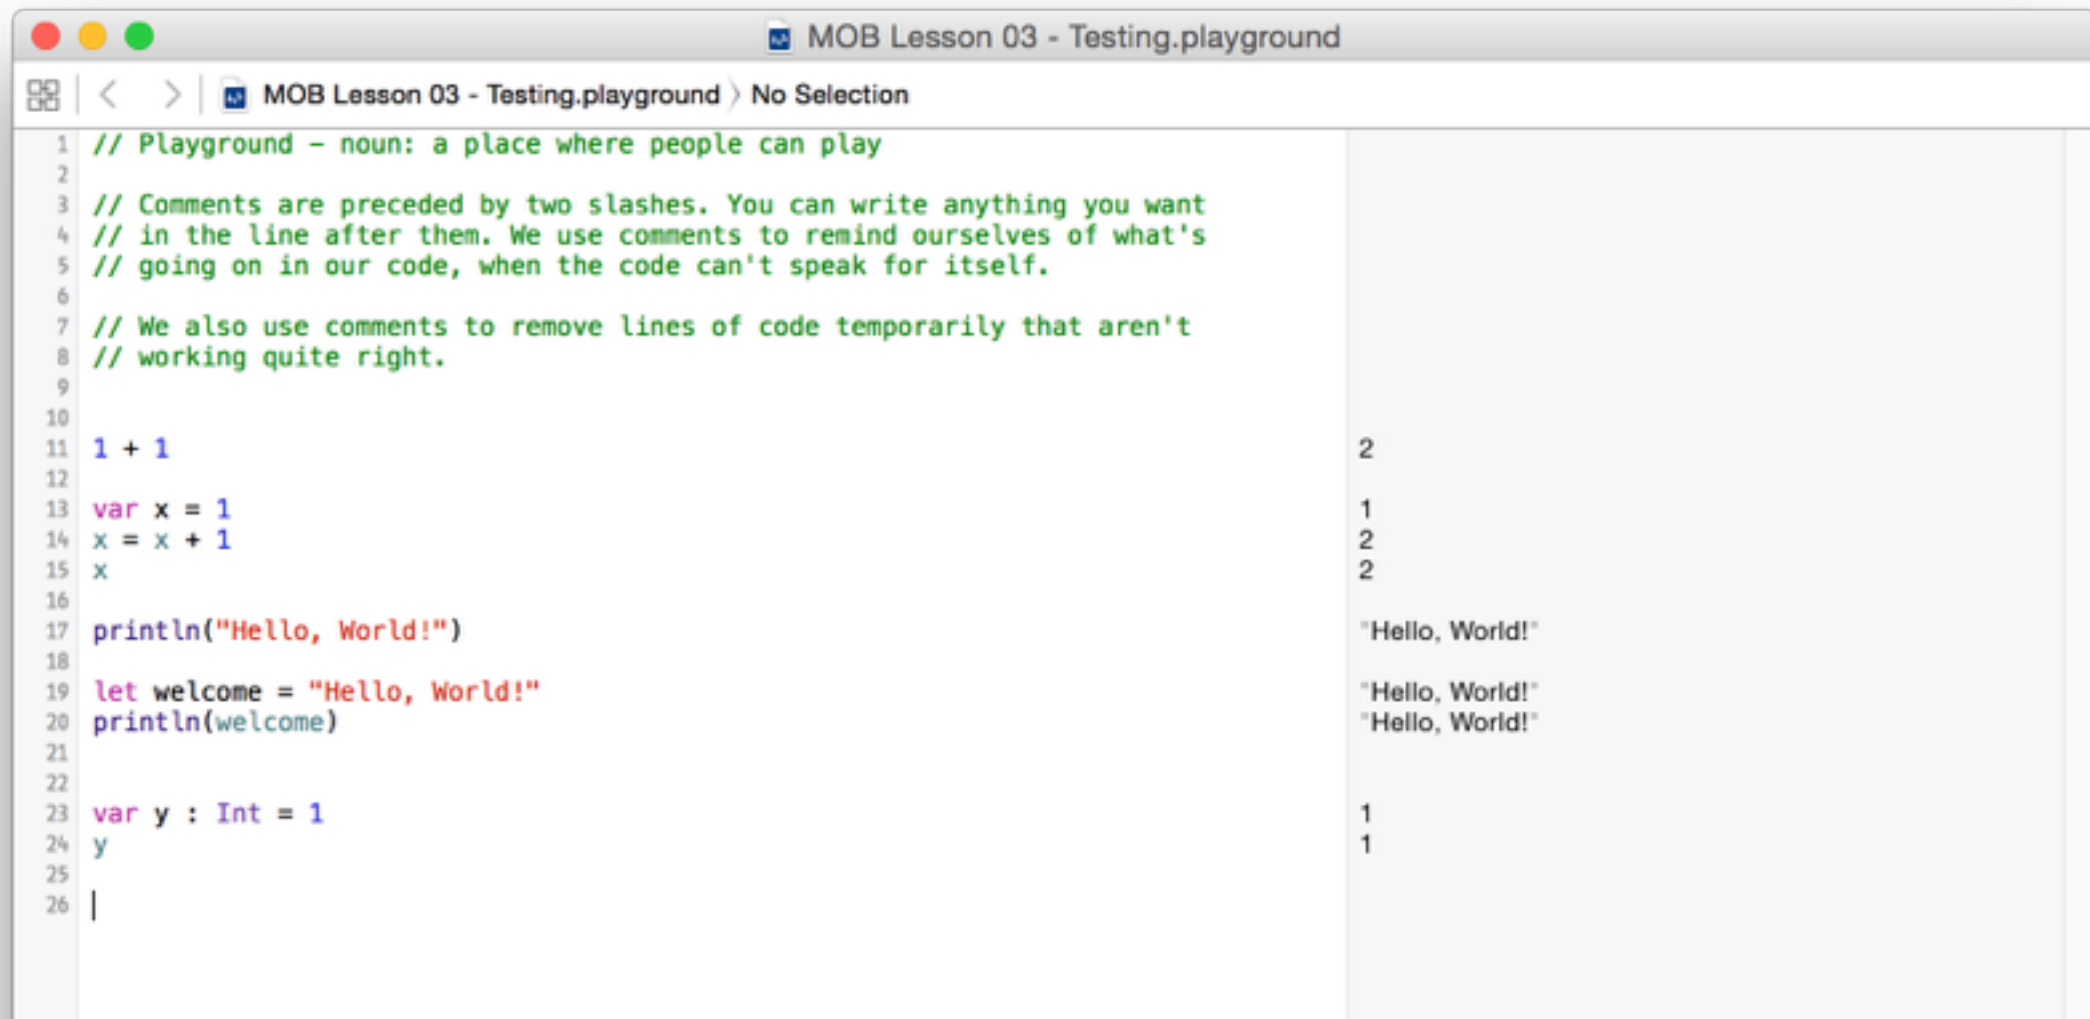 MOB Lesson 03 - Testing.playground
MOB Lesson 03 - Testing.playground 〉 No Selection
1 // Playground – noun: a place where people can play
2
3 // Comments are preceded by two slashes. You can write anything you want
4 // in the line after them. We use comments to remind ourselves of what's
5 // going on in our code, when the code can't speak for itself.
6
7 // We also use comments to remove lines of code temporarily that aren't
8 // working quite right.
9
10
11 1 + 1 2
12
13 var x = 1 1
14 x = x + 1 2
15 x 2
16
17 println("Hello, World!") "Hello, World!"
18
19 let welcome = "Hello, World!" "Hello, World!"
20 println(welcome) "Hello, World!"
21
22
23 var y : Int = 1 1
24 y 1
25
26